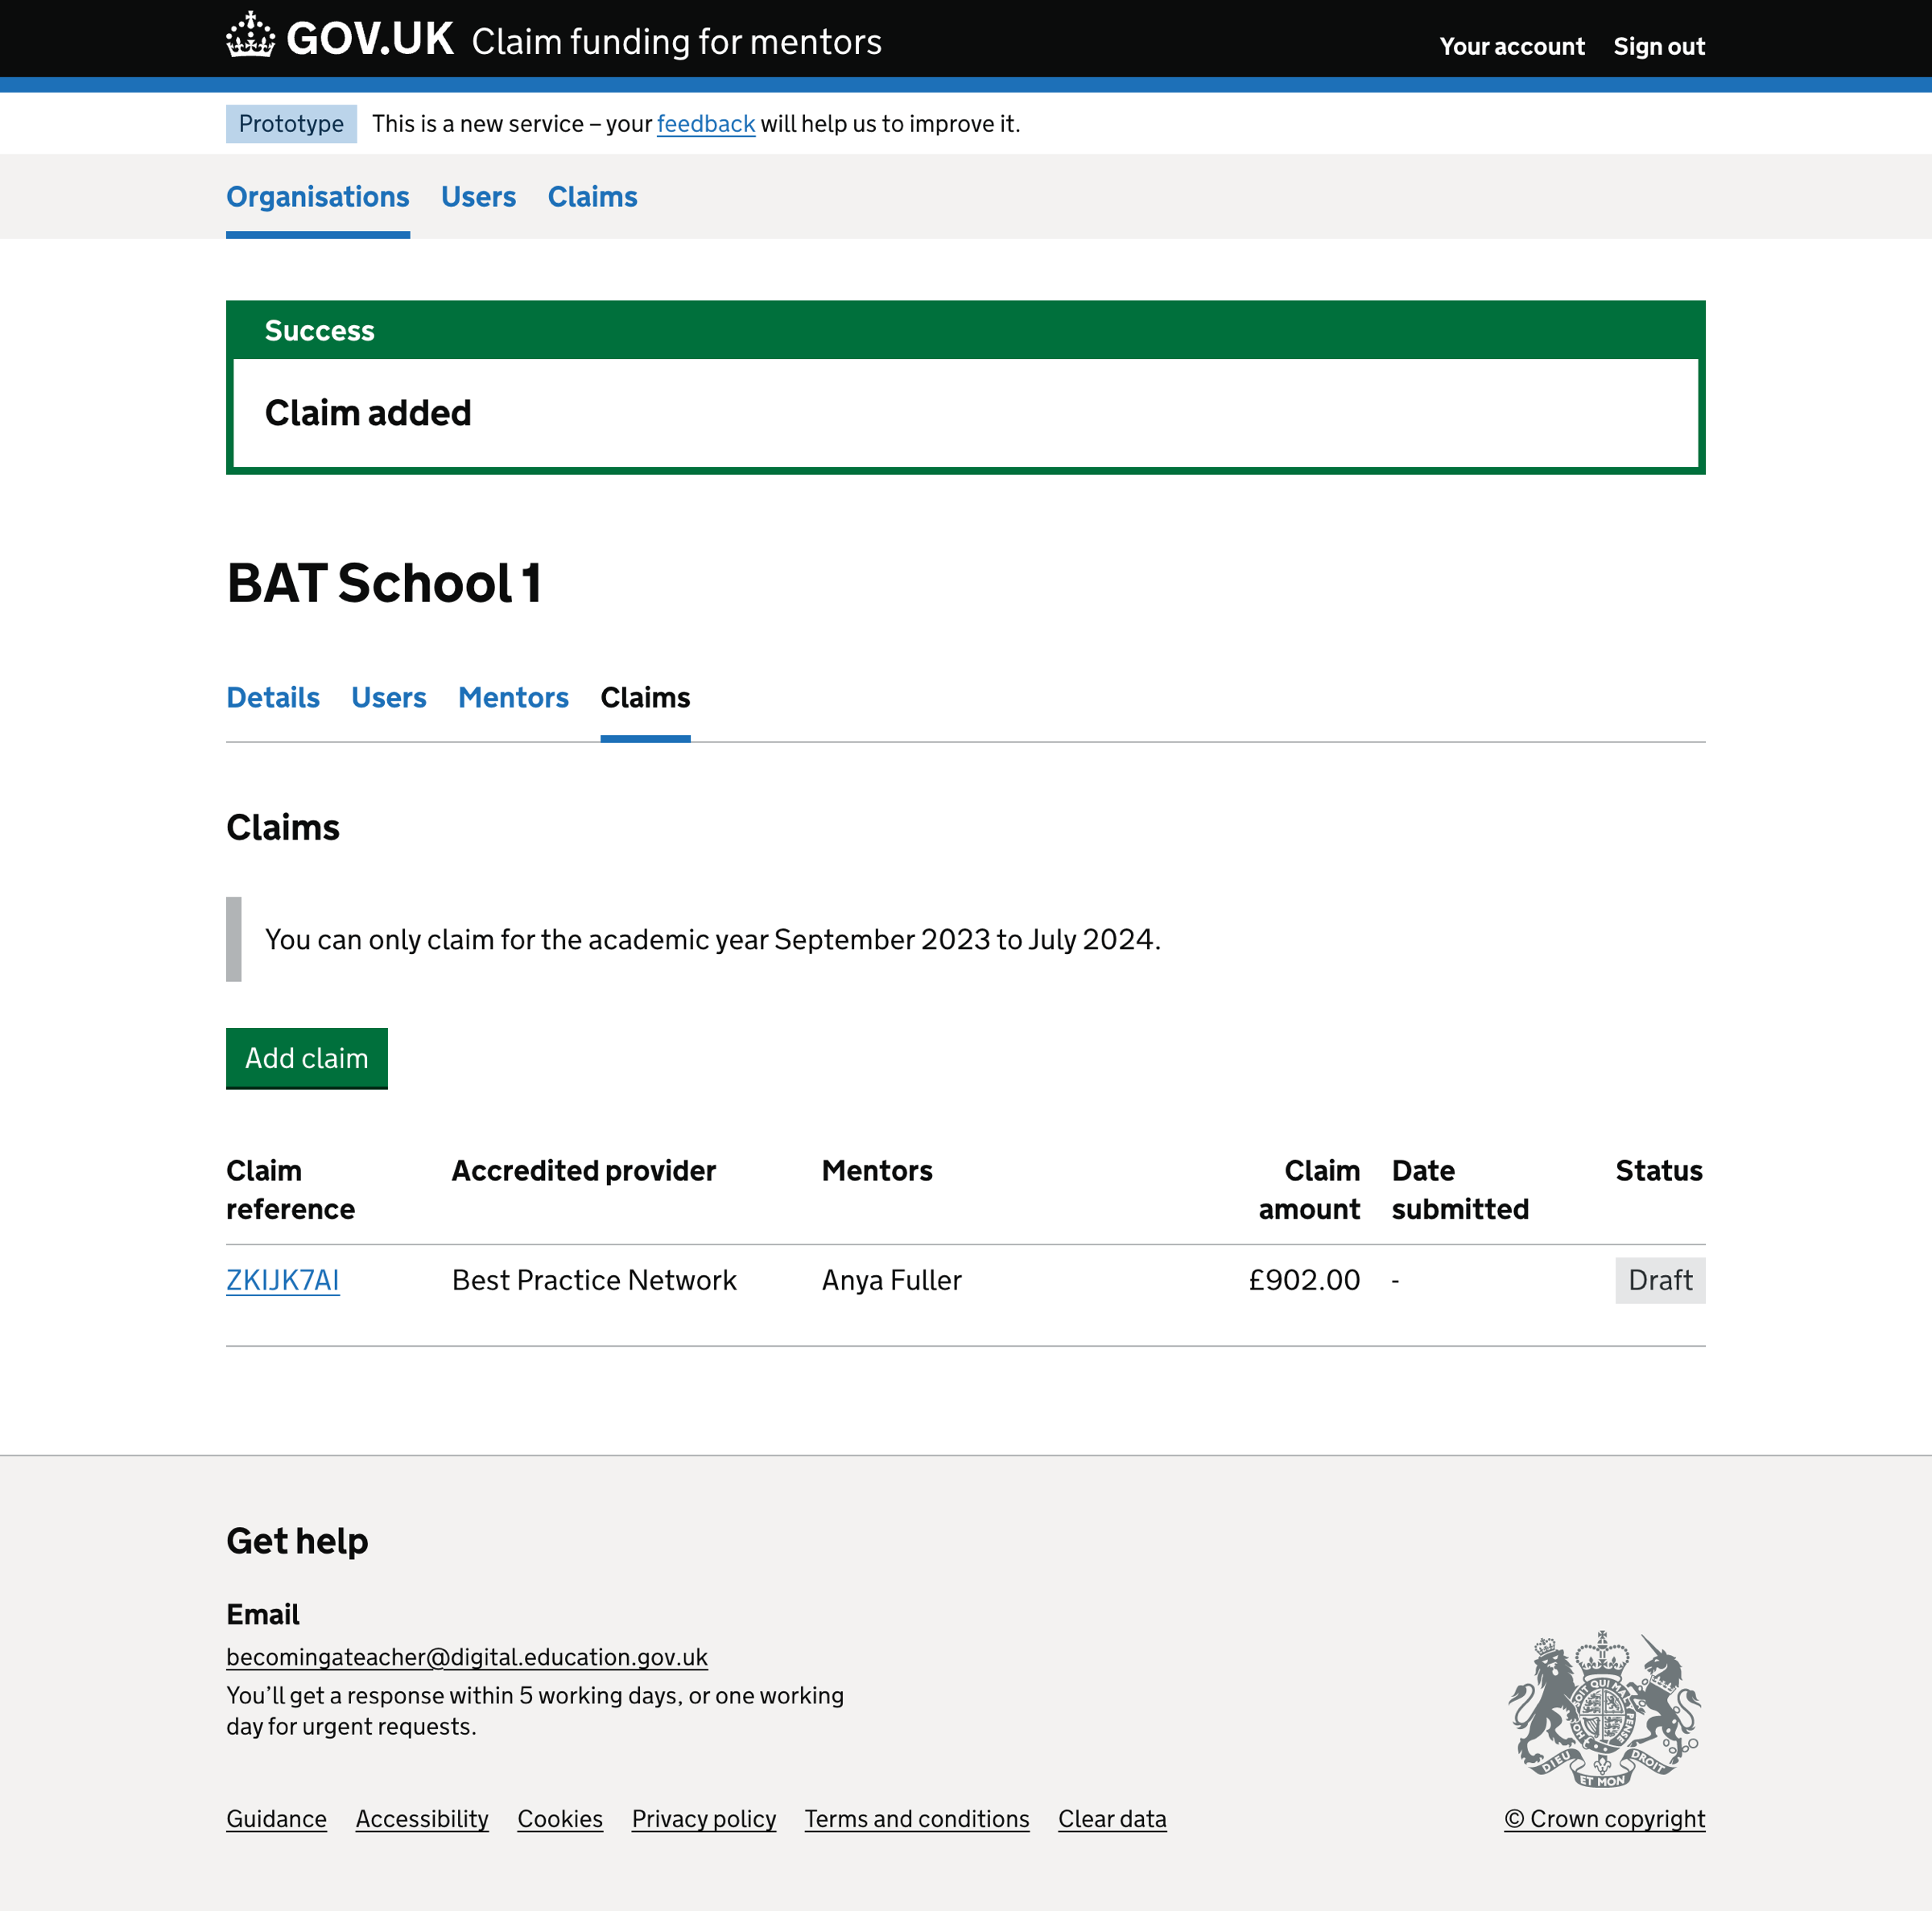 GOV.UK Claim funding for mentors Your account Sign out
Prototype This is a new service – your feedback will help us to improve it.
Organisations Users Claims
Success
Claim added
BAT School 1
Details Users Mentors Claims
Claims
You can only claim for the academic year September 2023 to July 2024.
Add claim
Claim reference Accredited provider Mentors Claim amount Date submitted Status
ZKIJK7AI Best Practice Network Anya Fuller £902.00 - Draft
Get help
Email
becomingateacher@digital.education.gov.uk
You’ll get a response within 5 working days, or one working
day for urgent requests.
DIEU ET MON DROIT
Guidance Accessibility Cookies Privacy policy Terms and conditions Clear data © Crown copyright